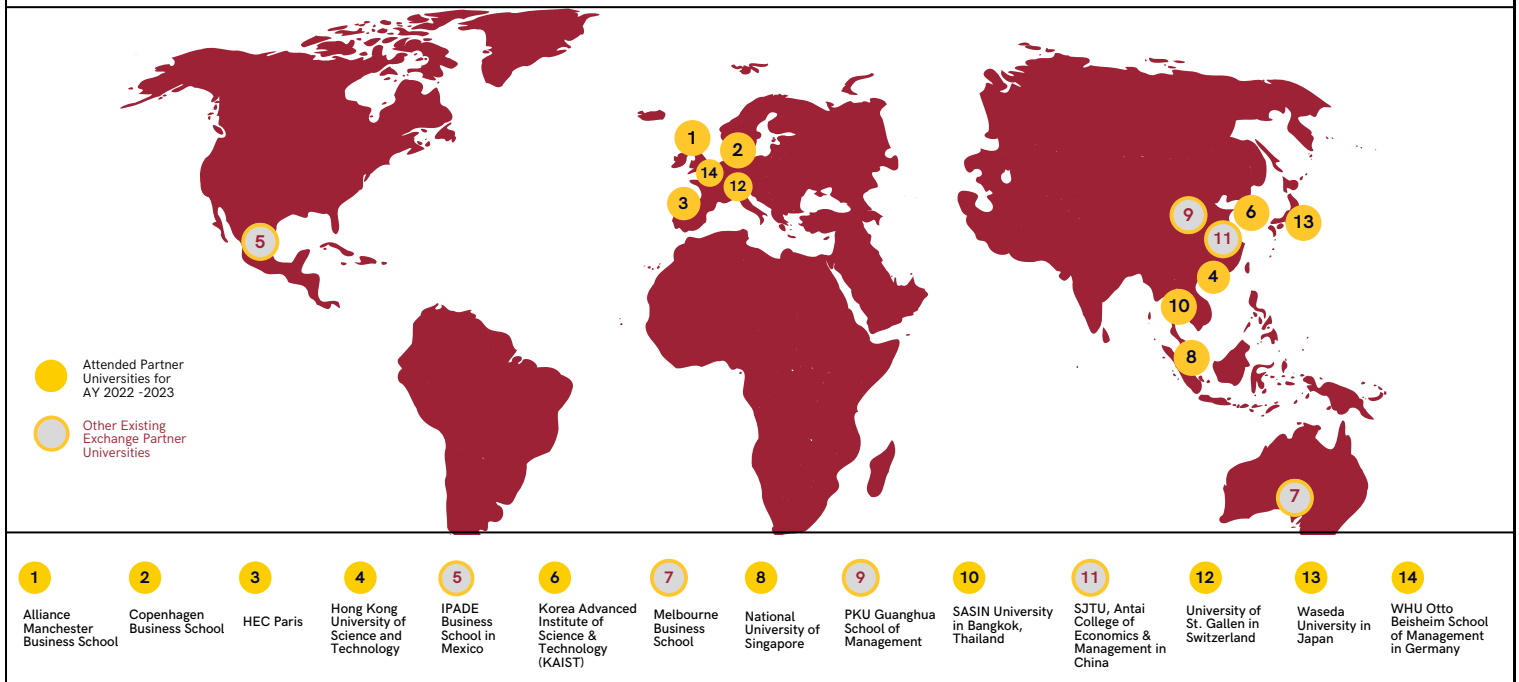 1
2
14
12
3
5
9
6
13
11
4
10
8
7
Attended Partner
Universities for
AY 2022 -2023
Other Existing
Exchange Partner
Universities
1
Alliance
Manchester
Business School
2
Copenhagen
Business School
3
HEC Paris
4
Hong Kong
University of
Science and
Technology
5
IPADE
Business
School in
Mexico
6
Korea Advanced
Institute of
Science &
Technology
(KAIST)
7
Melbourne
Business
School
8
National
University of
Singapore
9
PKU Guanghua
School of
Management
10
SASIN University
in Bangkok,
Thailand
11
SJTU, Antai
College of
Economics &
Management in
China
12
University of
St. Gallen in
Switzerland
13
Waseda
University in
Japan
14
WHU Otto
Beisheim School
of Management
in Germany